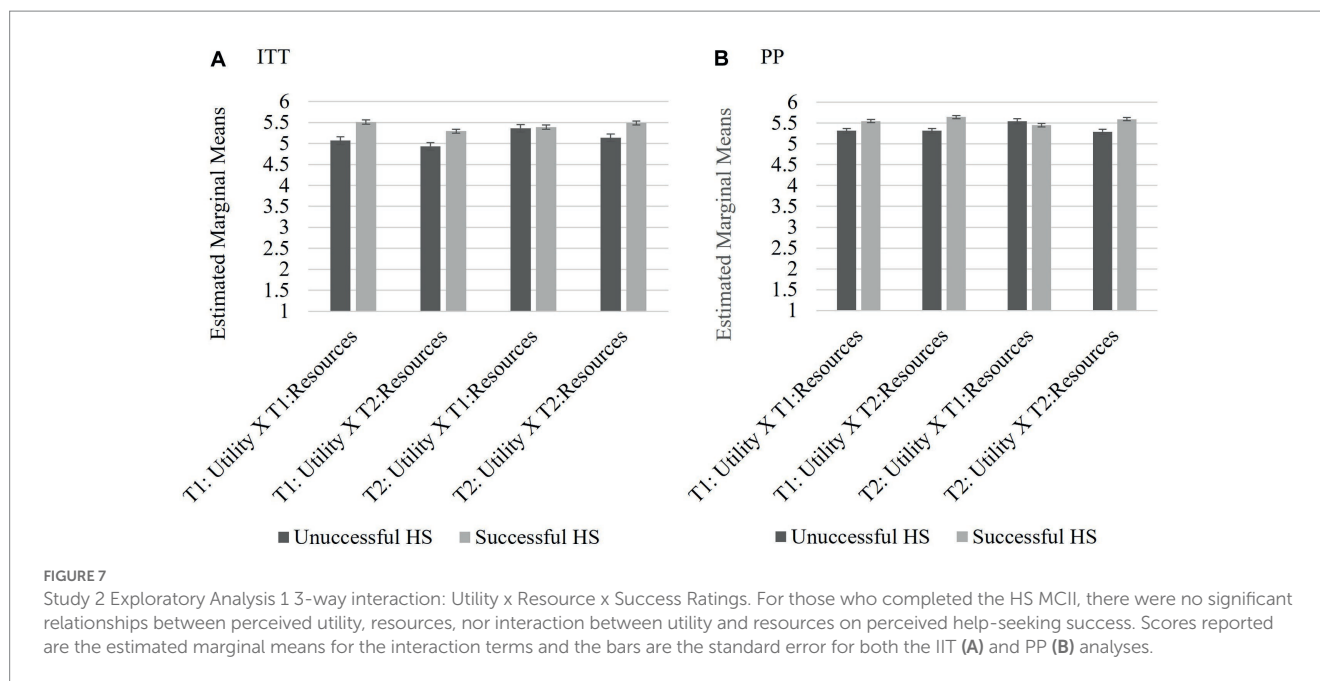 A ITT
Estimated Marginal Means
6
5.5
5
4.5
4
3.5
3
2.5
2
1.5
1
T1: Utility X T1:Resources
T1: Utility X T2:Resources
T2: Utility X T1:Resources
T2: Utility X T2:Resources
Unuccessful HS Successful HS
B PP
Estimated Marginal Means
6
5.5
5
4.5
4
3.5
3
2.5
2
1.5
1
T1: Utility X T1:Resources
T1: Utility X T2:Resources
T2: Utility X T1:Resources
T2: Utility X T2:Resources
Unuccessful HS Successful HS
FIGURE 7
Study 2 Exploratory Analysis 1 3-way interaction: Utility x Resource x Success Ratings. For those who completed the HS MCII, there were no significant
relationships between perceived utility, resources, nor interaction between utility and resources on perceived help-seeking success. Scores reported
are the estimated marginal means for the interaction terms and the bars are the standard error for both the IIT (A) and PP (B) analyses.